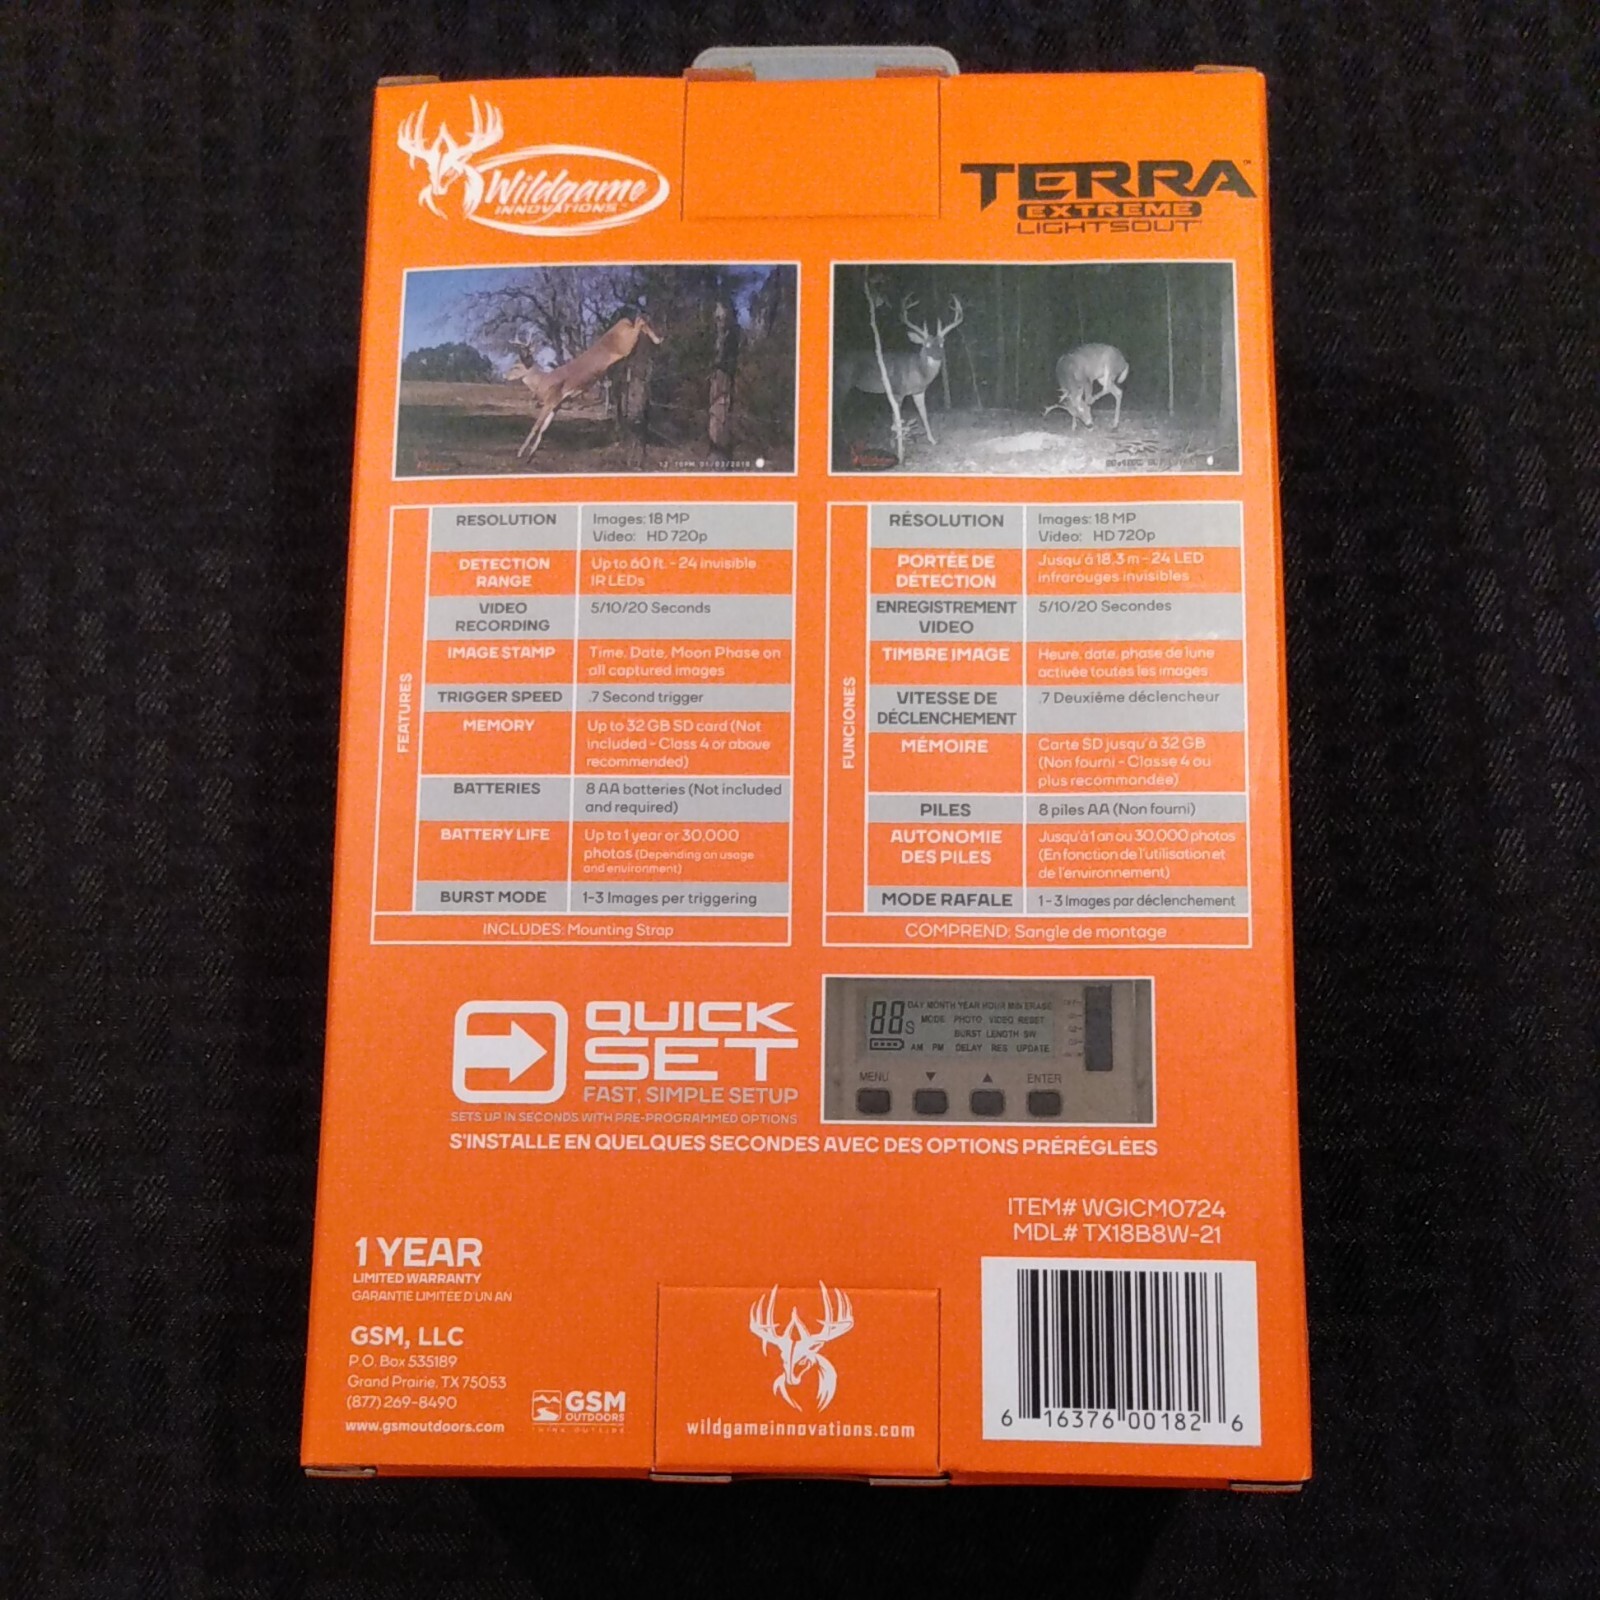 Wildgame
INNOVATIONS™
TERRA™
EXTREME
LIGHTSOUT™
FEATURES
RESOLUTION
Images: 18 MP
Video: HD 720p
DETECTION
RANGE
Up to 60 ft. - 24 invisible
IR LEDs
VIDEO
RECORDING
5/10/20 Seconds
IMAGE STAMP
Time, Date, Moon Phase on
all captured images
TRIGGER SPEED
.7 Second trigger
MEMORY
Up to 32 GB SD card (Not
included - Class 4 or above
recommended)
BATTERIES
8 AA batteries (Not included
and required)
BATTERY LIFE
Up to 1 year or 30,000
photos (Depending on usage
and environment)
BURST MODE
1-3 Images per triggering
INCLUDES: Mounting Strap
FUNCIONES
RÉSOLUTION
Images: 18 MP
Video: HD 720p
PORTÉE DE
DÉTECTION
Jusqu'à 18.3 m - 24 LED
infrarouges invisibles
ENREGISTREMENT
VIDEO
5/10/20 Secondes
TIMBRE IMAGE
Heure, date, phase de lune
activée toutes les images
VITESSE DE
DÉCLENCHEMENT
.7 Deuxième déclencheur
MÉMOIRE
Carte SD jusqu'à 32 GB
(Non fourni - Classe 4 ou
plus recommandée)
PILES
8 piles AA (Non fourni)
AUTONOMIE
DES PILES
Jusqu'à 1 an ou 30,000 photos
(En fonction de l'utilisation et
de l'environnement)
MODE RAFALE
1 - 3 Images par déclenchement
COMPREND: Sangle de montage
QUICK
SET
FAST, SIMPLE SETUP
SETS UP IN SECONDS WITH PRE-PROGRAMMED OPTIONS
88s
DAY MONTH YEAR HOUR MIN ERASE
MODE PHOTO VIDEO RESET
BURST LENGTH SW
AM PM DELAY RES UPDATE
MENU ▼ ▲ ENTER
S'INSTALLE EN QUELQUES SECONDES AVEC DES OPTIONS PRÉRÉGLÉES
ITEM# WGICM0724
MDL# TX18B8W-21
1 YEAR
LIMITED WARRANTY
GARANTIE LIMITÉE D'UN AN
GSM, LLC
P.O. Box 535189
Grand Prairie, TX 75053
(877) 269-8490
www.gsmoutdoors.com
GSM
OUTDOORS
THINK OUTSIDE
wildgameinnovations.com
6 16376 00182 6